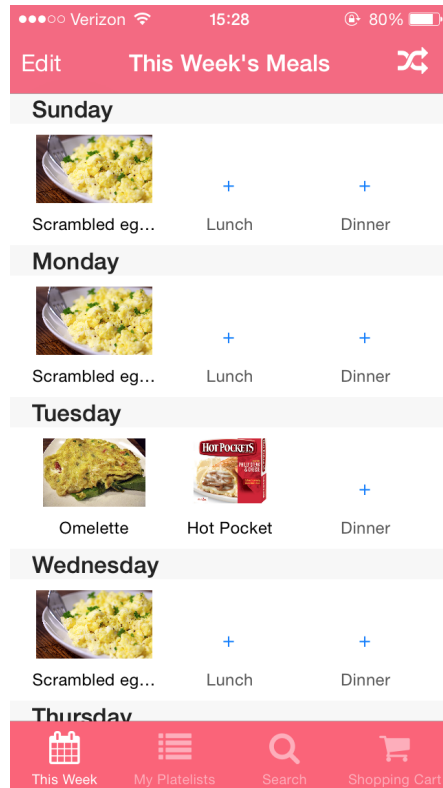 Verizon 15:28 80%
Edit This Week's Meals
Sunday
+ +
Scrambled eg... Lunch Dinner
Monday
+ +
Scrambled eg... Lunch Dinner
Tuesday
HOT POCKETS
+
Omelette Hot Pocket Dinner
Wednesday
+ +
Scrambled eg... Lunch Dinner
Thursday
This Week My Platelists Search Shopping Cart